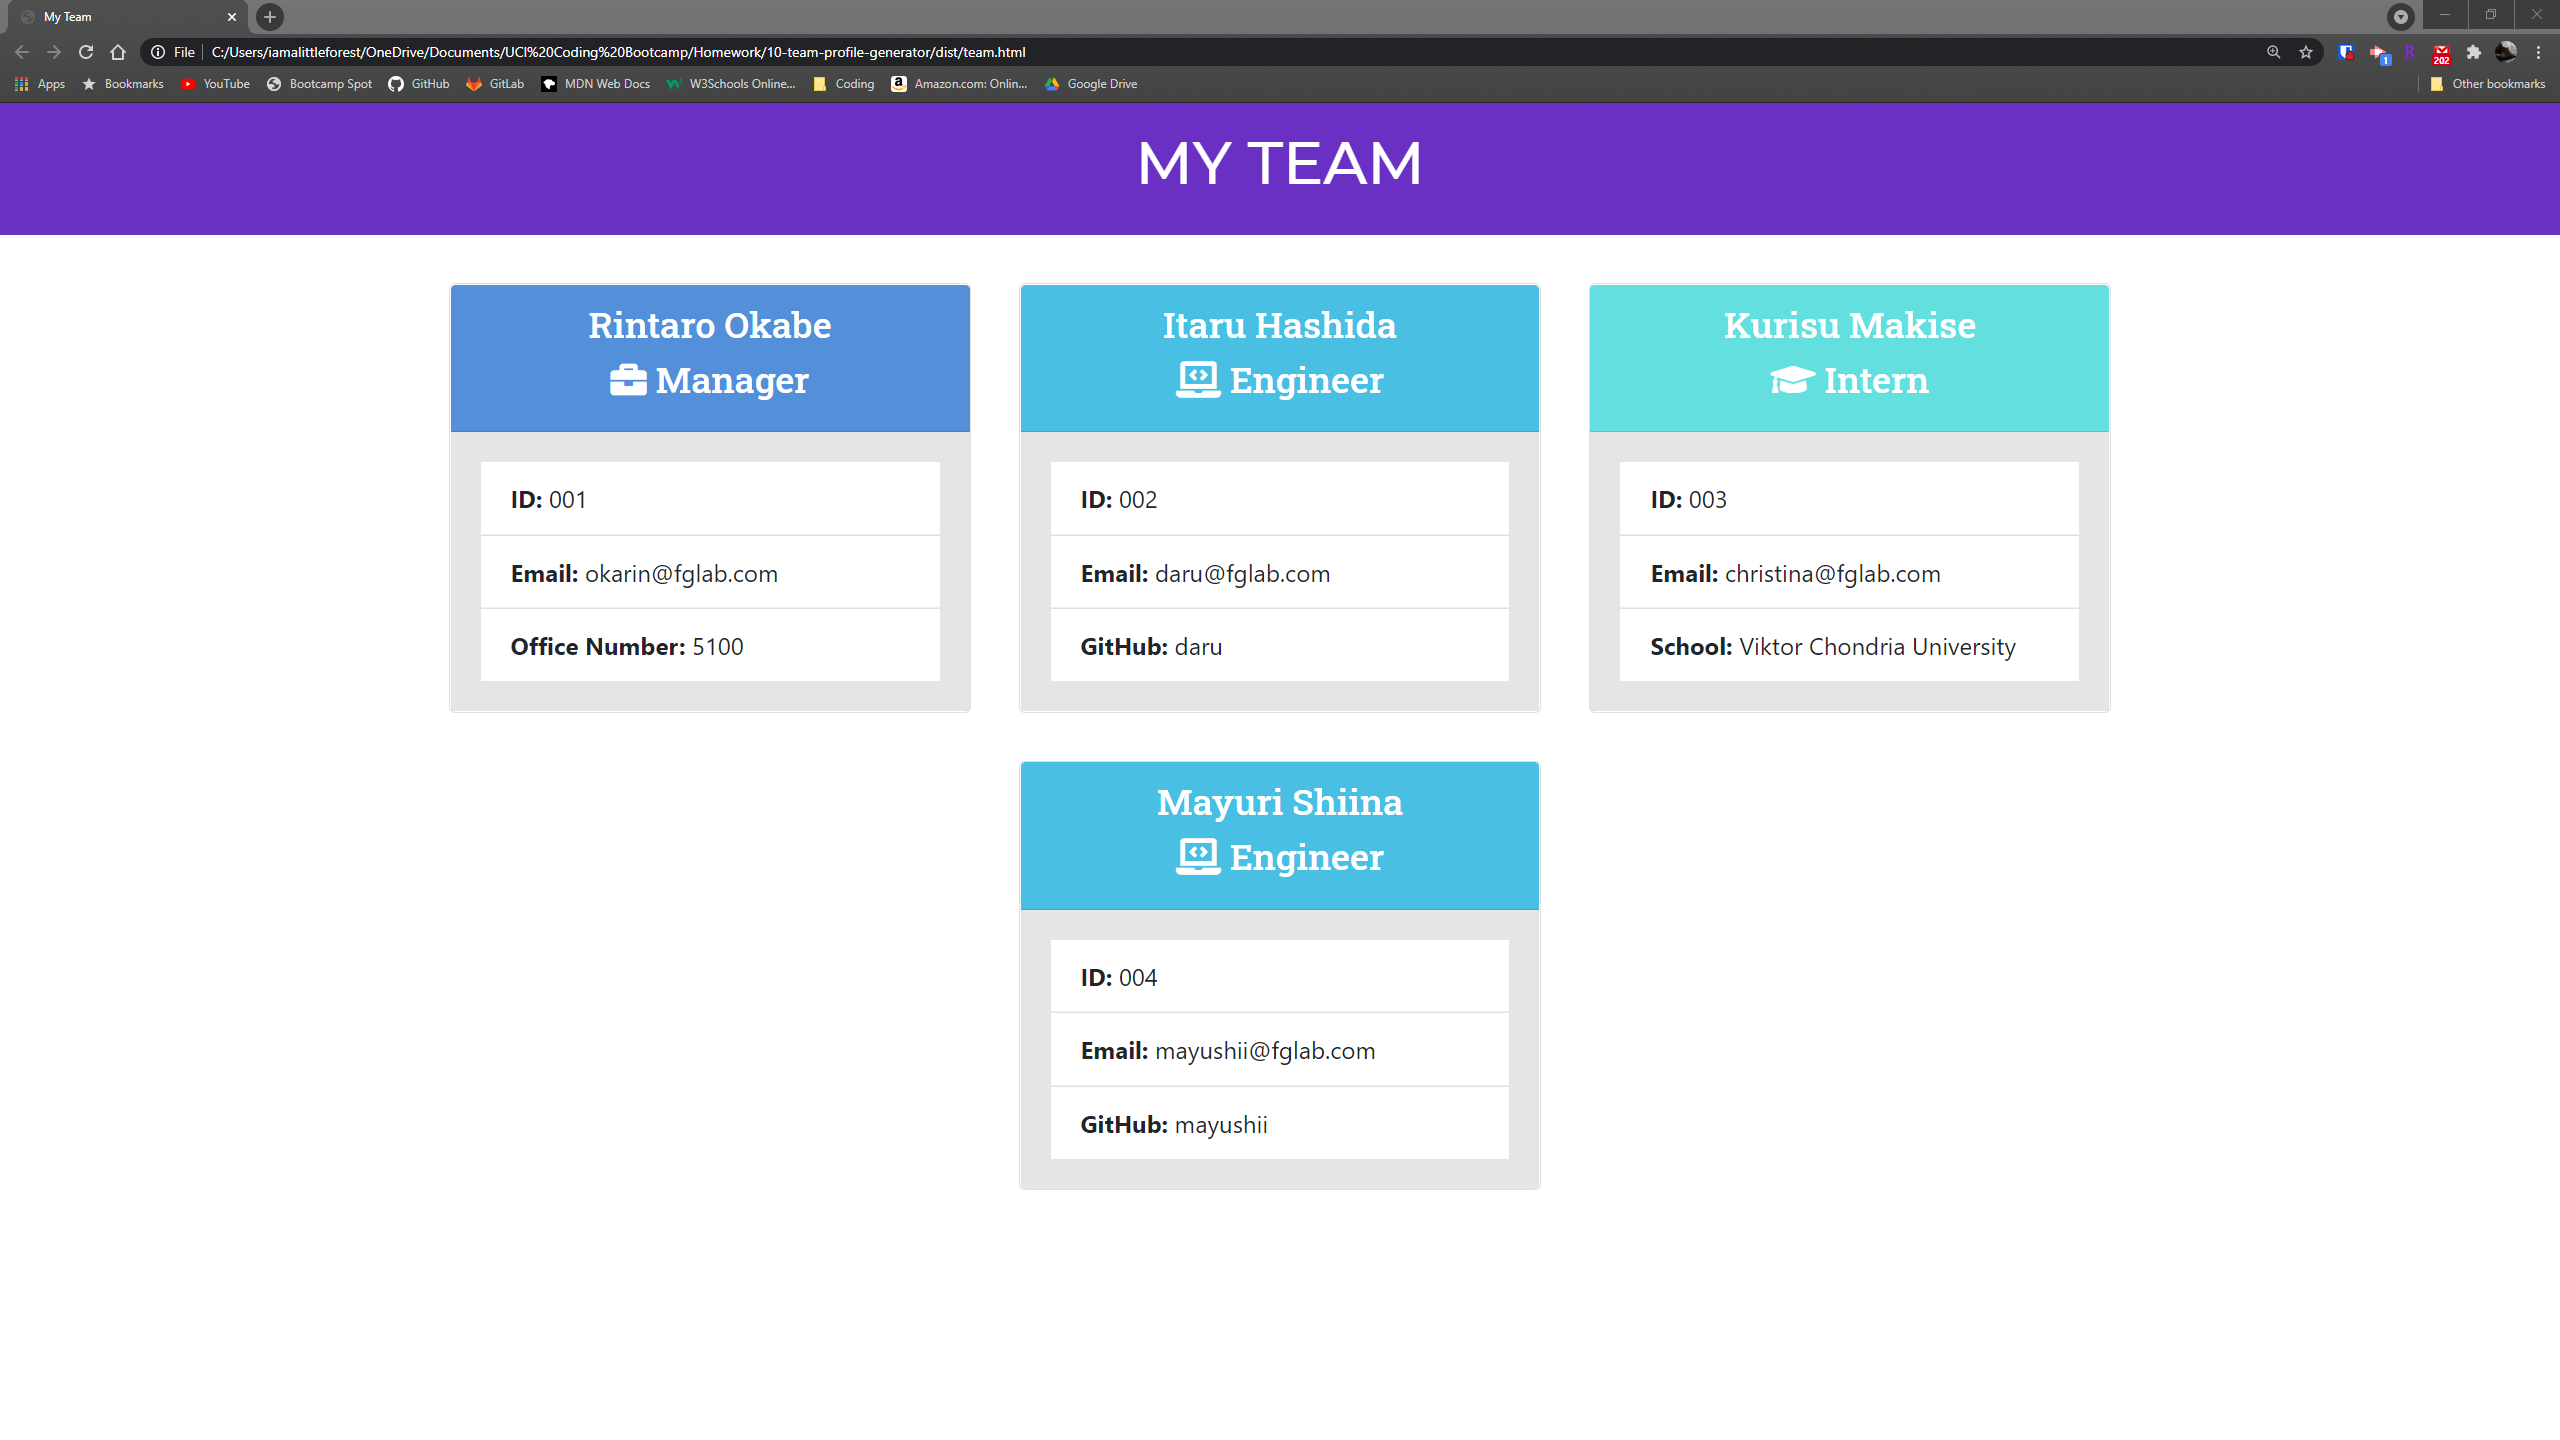 My Team
File C:/Users/iamalittleforest/OneDrive/Documents/UCI%20Coding%20Bootcamp/Homework/10-team-profile-generator/dist/team.html
1
202
Apps Bookmarks YouTube Bootcamp Spot GitHub GitLab MDN Web Docs W3Schools Online... Coding Amazon.com: Onlin... Google Drive Other bookmarks
MY TEAM
Rintaro Okabe
Manager
ID: 001
Email: okarin@fglab.com
Office Number: 5100
Itaru Hashida
Engineer
ID: 002
Email: daru@fglab.com
GitHub: daru
Kurisu Makise
Intern
ID: 003
Email: christina@fglab.com
School: Viktor Chondria University
Mayuri Shiina
Engineer
ID: 004
Email: mayushii@fglab.com
GitHub: mayushii